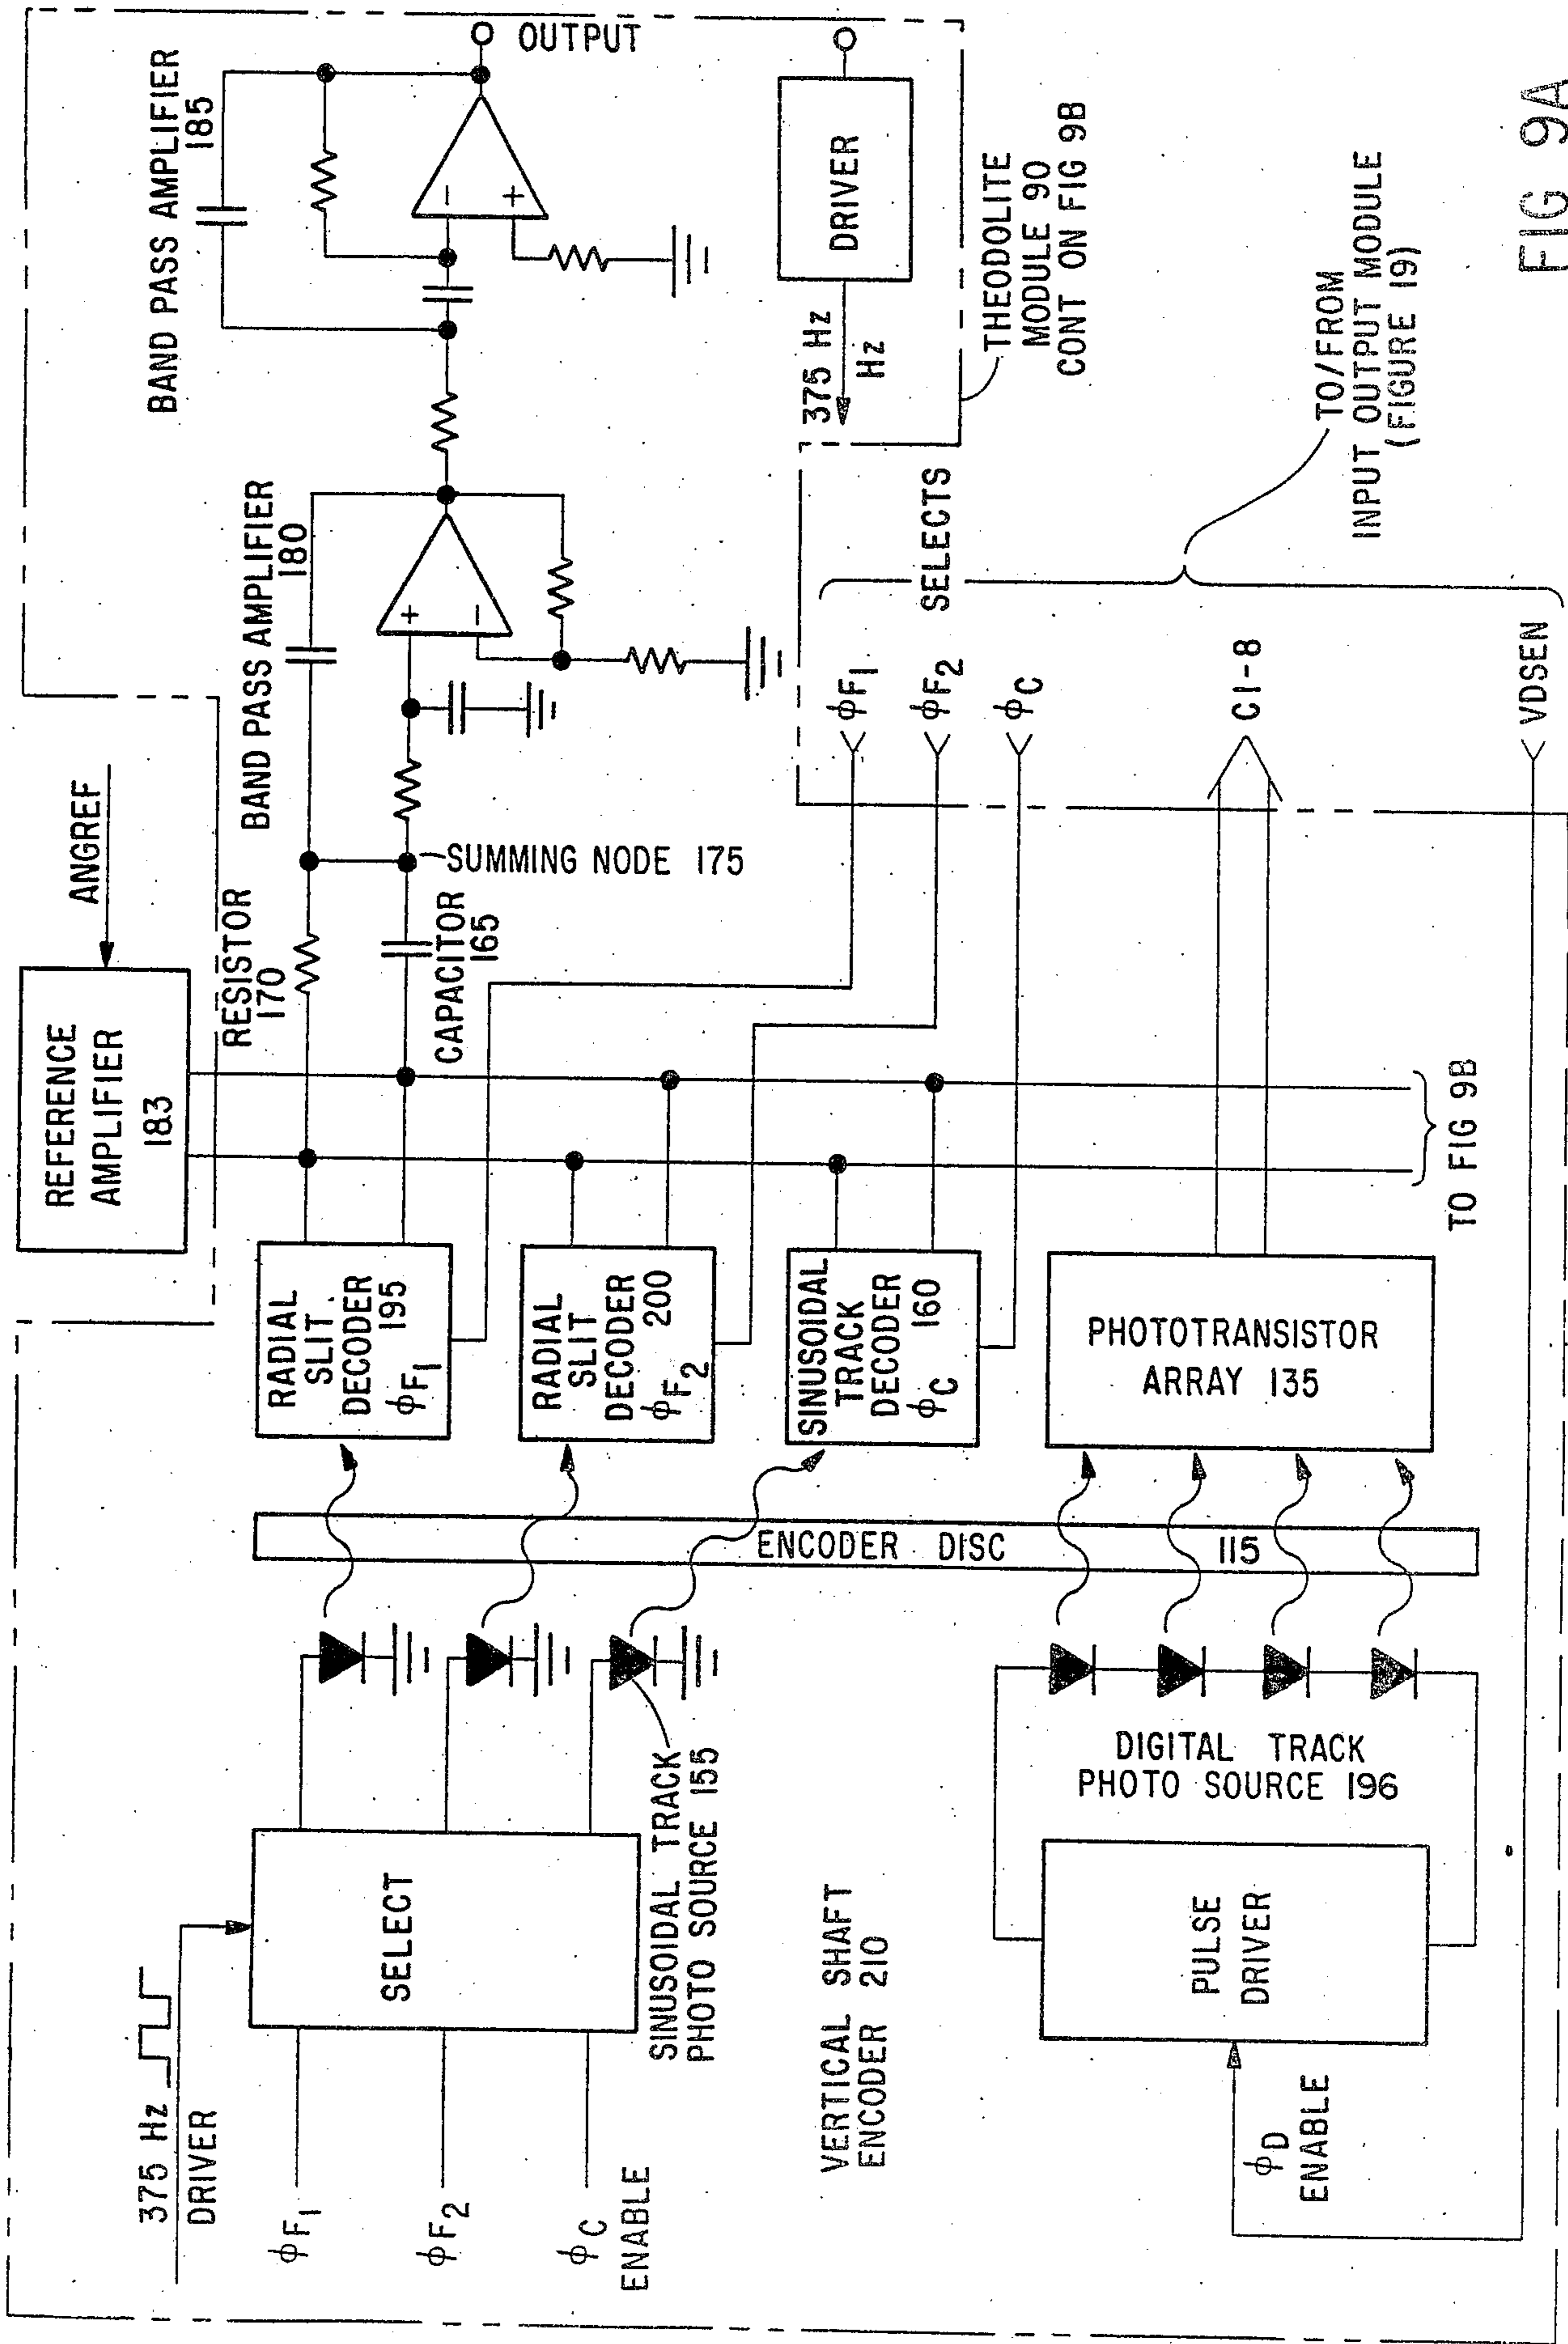 375 Hz
DRIVER
ϕF1
ϕF2
ϕC
ENABLE
SELECT
SINUSOIDAL TRACK
PHOTO SOURCE 155
VERTICAL SHAFT
ENCODER 210
ϕD
ENABLE
PULSE
DRIVER
DIGITAL TRACK
PHOTO SOURCE 196
ENCODER DISC 115
RADIAL
SLIT
DECODER
195
ϕF1
RADIAL
SLIT
DECODER
200
ϕF2
SINUSOIDAL
TRACK
DECODER
160
ϕC
PHOTOTRANSISTOR
ARRAY 135
TO FIG 9B
REFERENCE
AMPLIFIER
183
ANGREF
RESISTOR
170
CAPACITOR
165
SUMMING NODE 175
BAND PASS AMPLIFIER
180
+
−
BAND PASS AMPLIFIER
185
−
+
OUTPUT
DRIVER
375 Hz
Hz
THEODOLITE
MODULE 90
CONT ON FIG 9B
ϕF1
ϕF2
ϕC
SELECTS
C1-8
VDSEN
TO/FROM
INPUT OUTPUT MODULE
(FIGURE 19)
FIG 9A